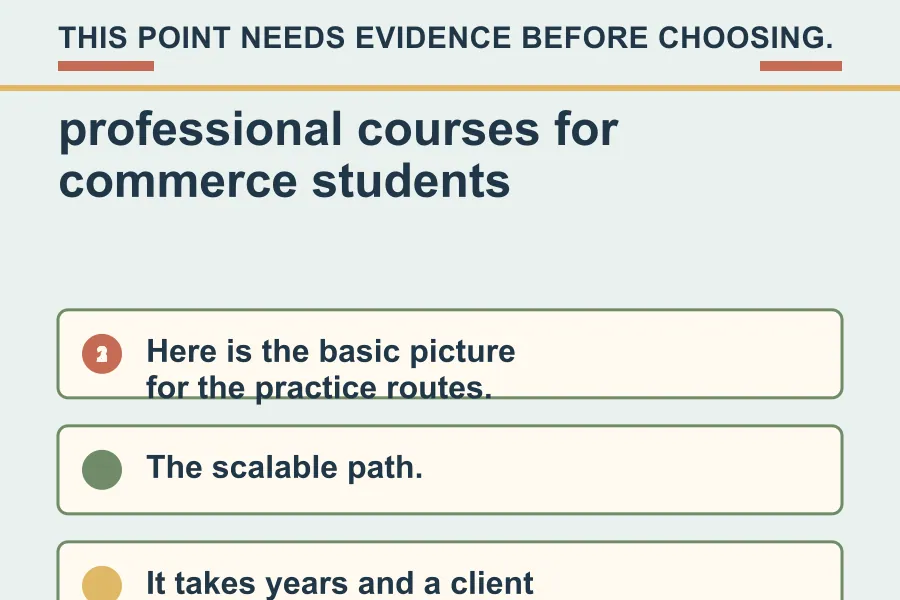 THIS POINT NEEDS EVIDENCE BEFORE CHOOSING.
professional courses for
commerce students
Here is the basic picture
for the practice routes.
The scalable path.
It takes years and a client